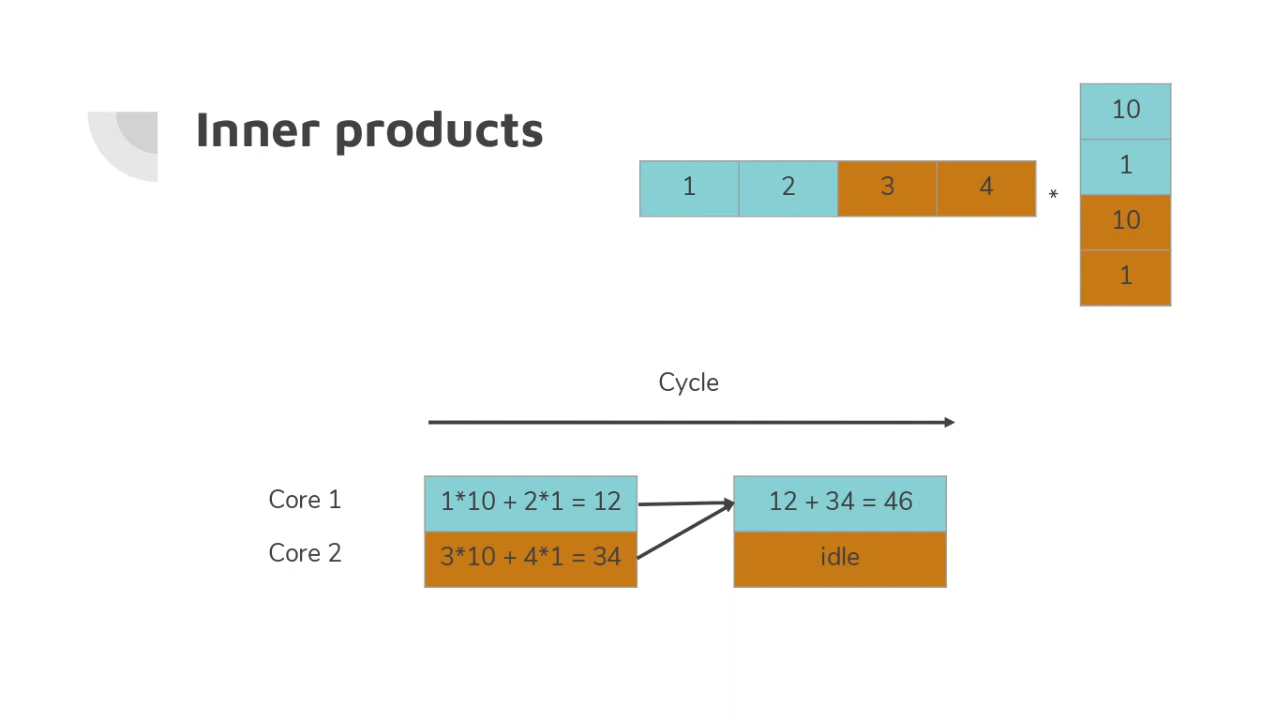 Inner products
1 2 3 4
*
10
1
10
1
Cycle
Core 1
1*10 + 2*1 = 12
12 + 34 = 46
Core 2
3*10 + 4*1 = 34
idle